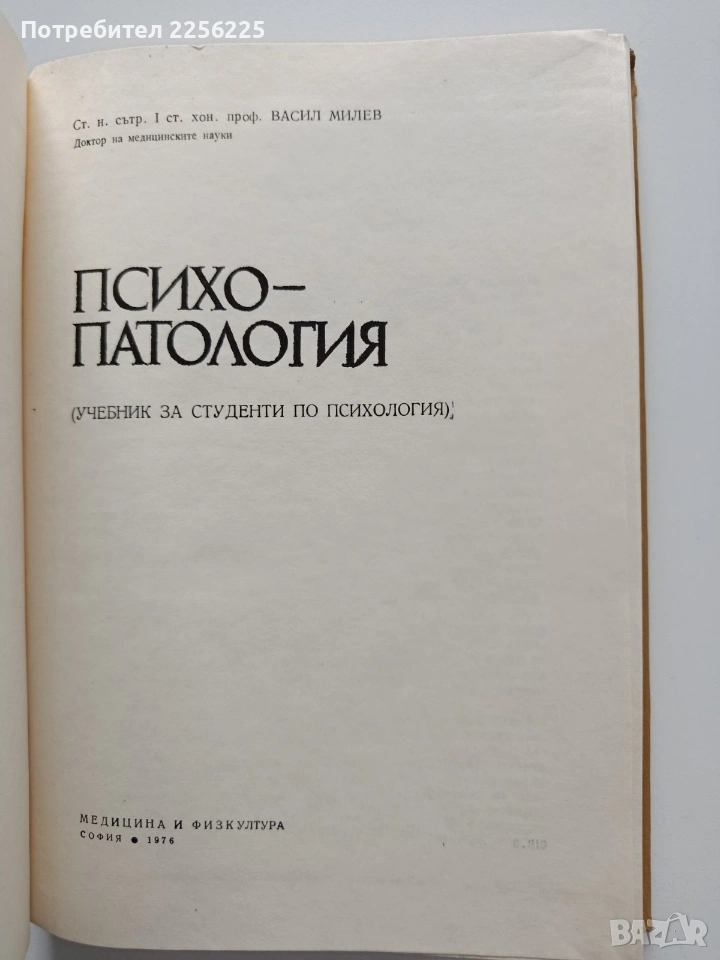 Потребител 2256225
Ст. н. сътр. I ст. хон. проф. ВАСИЛ МИЛЕВ
Доктор на медицинските науки
ПСИХО–
ПАТОЛОГИЯ
(УЧЕБНИК ЗА СТУДЕНТИ ПО ПСИХОЛОГИЯ)
МЕДИЦИНА И ФИЗКУЛТУРА
СОФИЯ • 1976
BAZAR